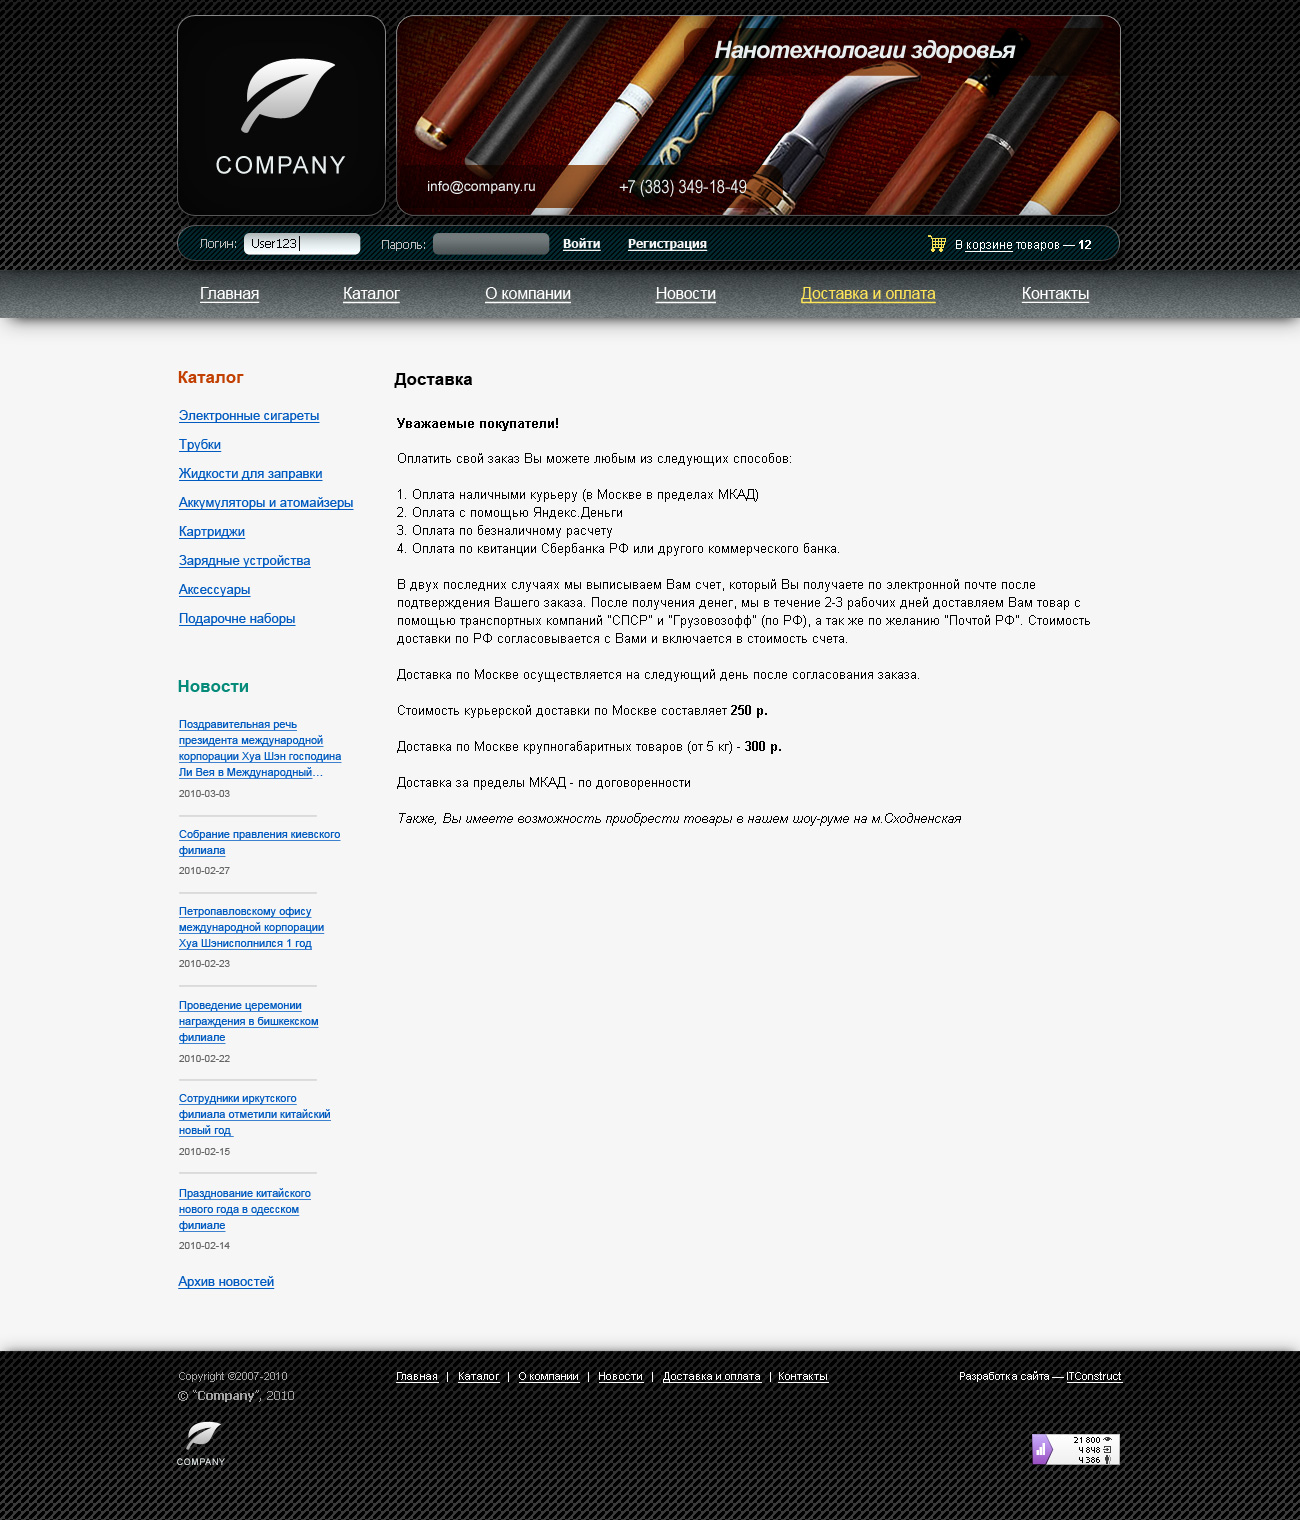 COMPANY
Нанотехнологии здоровья
info@company.ru
+7 (383) 349-18-49
Логин: User123 Пароль: Войти Регистрация В корзине товаров — 12
Главная Каталог О компании Новости Доставка и оплата Контакты
Каталог
Электронные сигареты
Трубки
Жидкости для заправки
Аккумуляторы и атомайзеры
Картриджи
Зарядные устройства
Аксессуары
Подарочне наборы
Новости
Поздравительная речь
президента международной
корпорации Хуа Шэн господина
Ли Вея в Международный...
2010-03-03
Собрание правления киевского
филиала
2010-02-27
Петропавловскому офису
международной корпорации
Хуа Шэнисполнился 1 год
2010-02-23
Проведение церемонии
награждения в бишкекском
филиале
2010-02-22
Сотрудники иркутского
филиала отметили китайский
новый год
2010-02-15
Празднование китайского
нового года в одесском
филиале
2010-02-14
Архив новостей
Доставка
Уважаемые покупатели!
Оплатить свой заказ Вы можете любым из следующих способов:
1. Оплата наличными курьеру (в Москве в пределах МКАД)
2. Оплата с помощью Яндекс.Деньги
3. Оплата по безналичному расчету
4. Оплата по квитанции Сбербанка РФ или другого коммерческого банка.
В двух последних случаях мы выписываем Вам счет, который Вы получаете по электронной почте после
подтверждения Вашего заказа. После получения денег, мы в течение 2-3 рабочих дней доставляем Вам товар с
помощью транспортных компаний "СПСР" и "Грузовозофф" (по РФ), а так же по желанию "Почтой РФ". Стоимость
доставки по РФ согласовывается с Вами и включается в стоимость счета.
Доставка по Москве осуществляется на следующий день после согласования заказа.
Стоимость курьерской доставки по Москве составляет 250 р.
Доставка по Москве крупногабаритных товаров (от 5 кг) - 300 р.
Доставка за пределы МКАД - по договоренности
Также, Вы имеете возможность приобрести товары в нашем шоу-руме на м.Сходненская
Copyright ©2007-2010
© “Company”, 2010
COMPANY
Главная | Каталог | О компании | Новости | Доставка и оплата | Контакты
Разработка сайта — ITConstruct
21 800
4 848
4 386